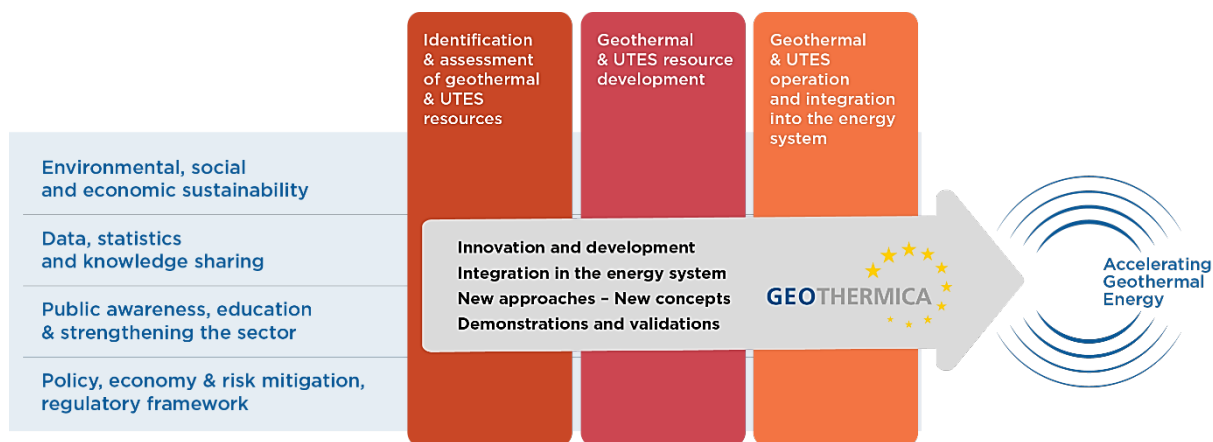 Identification
& assessment
of geothermal
& UTES
resources
Geothermal
& UTES resource
development
Geothermal
& UTES
operation
and integration
into the energy
system
Environmental, social
and economic sustainability
Data, statistics
and knowledge sharing
Public awareness, education
& strengthening the sector
Policy, economy & risk mitigation,
regulatory framework
Innovation and development
Integration in the energy system
New approaches – New concepts
Demonstrations and validations
GEOTHERMICA
Accelerating
Geothermal
Energy